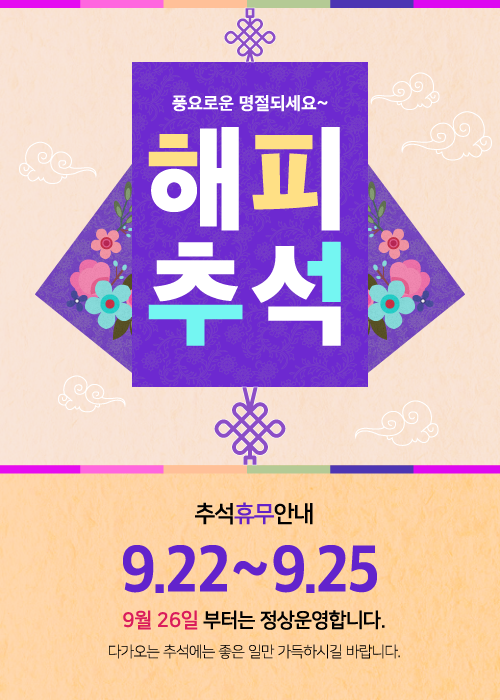 풍요로운 명절되세요~
해피
추석
추석휴무안내
9.22~9.25
9월 26일 부터는 정상운영합니다.
다가오는 추석에는 좋은 일만 가득하시길 바랍니다.